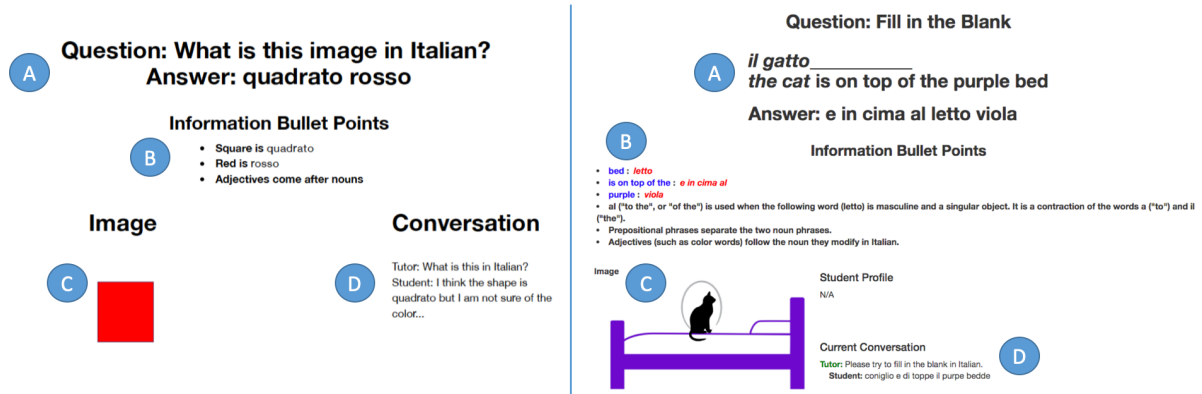 Question: What is this image in Italian?
A
Answer: quadrato rosso
Information Bullet Points
B
• Square is quadrato
• Red is rosso
• Adjectives come after nouns
Image
Conversation
C
D
Tutor: What is this in Italian?
Student: I think the shape is
quadrato but I am not sure of the
color...
Question: Fill in the Blank
A
il gatto___________
the cat is on top of the purple bed
Answer: e in cima al letto viola
B
Information Bullet Points
• bed : letto
• is on top of the : e in cima al
• purple : viola
• al ("to the", or "of the") is used when the following word (letto) is masculine and a singular object. It is a contraction of the words a ("to") and il
("the").
• Prepositional phrases separate the two noun phrases.
• Adjectives (such as color words) follow the noun they modify in Italian.
Image
C
Student Profile
N/A
Current Conversation
D
Tutor: Please try to fill in the blank in Italian.
Student: coniglio e di toppe il purpe bedde